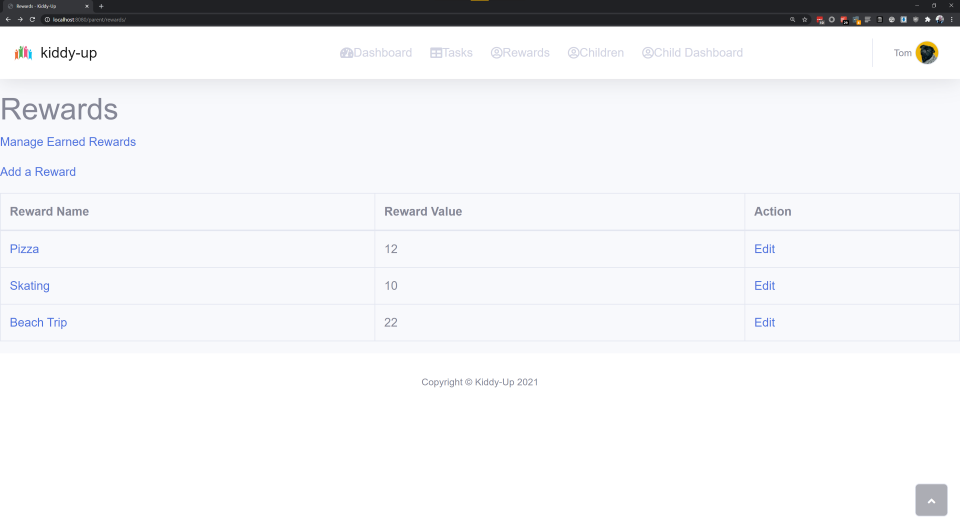 Rewards - Kiddy-Up
localhost:8080/parent/rewards/
kiddy-up
Dashboard Tasks Rewards Children Child Dashboard
Tom
Rewards
Manage Earned Rewards
Add a Reward
Reward Name Reward Value Action
Pizza 12 Edit
Skating 10 Edit
Beach Trip 22 Edit
Copyright © Kiddy-Up 2021